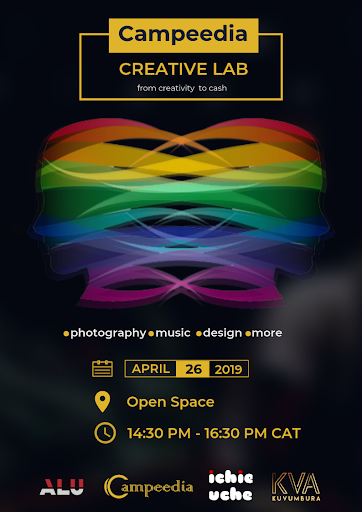 Campeedia
CREATIVE LAB
from creativity to cash
•photography •music •design •more
APRIL 26 2019
Open Space
14:30 PM - 16:30 PM CAT
ALU
Campeedia
ichie
uche
KVA
KUVUMBURA